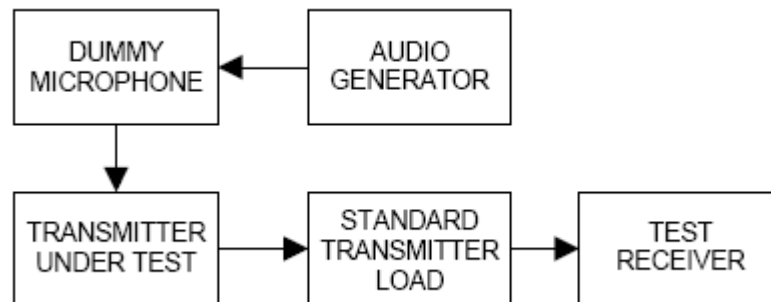 DUMMY
MICROPHONE
AUDIO
GENERATOR
TRANSMITTER
UNDER TEST
STANDARD
TRANSMITTER
LOAD
TEST
RECEIVER